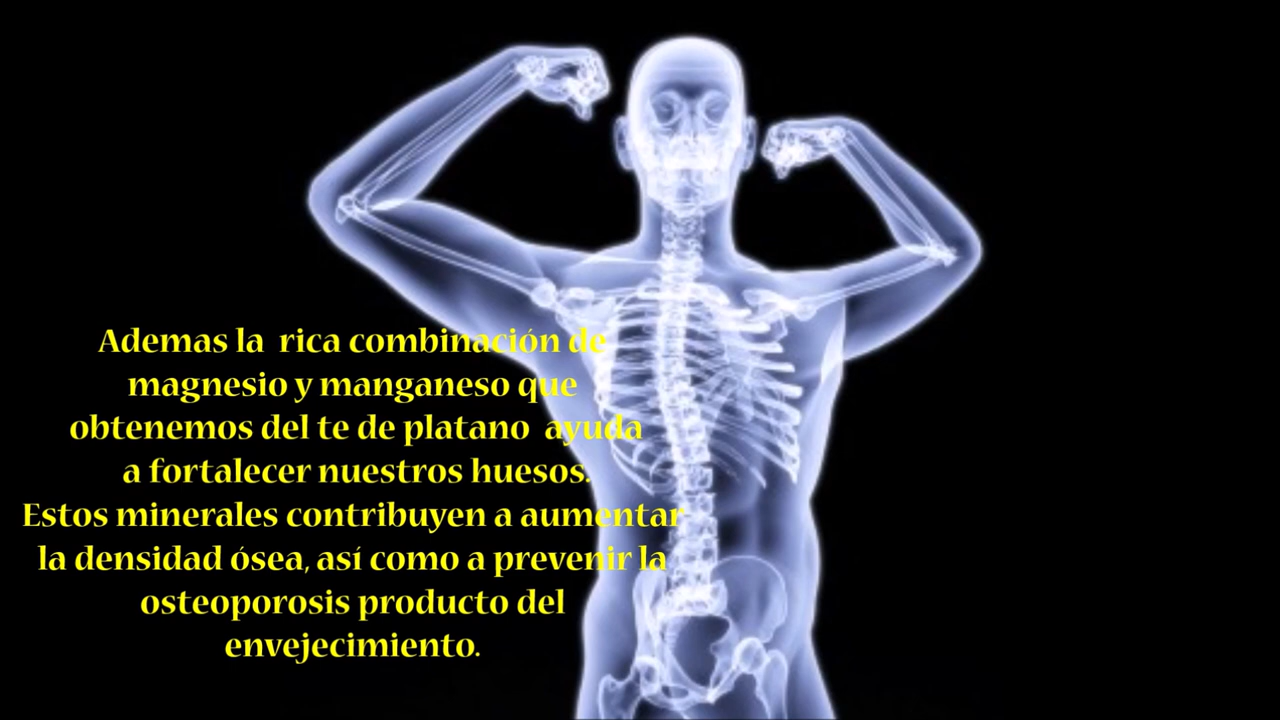 Ademas la  rica combinación de
magnesio y manganeso que
obtenemos del te de platano  ayuda
a fortalecer nuestros huesos.
Estos minerales contribuyen a aumentar
la densidad ósea, así como a prevenir la
osteoporosis producto del
envejecimiento.